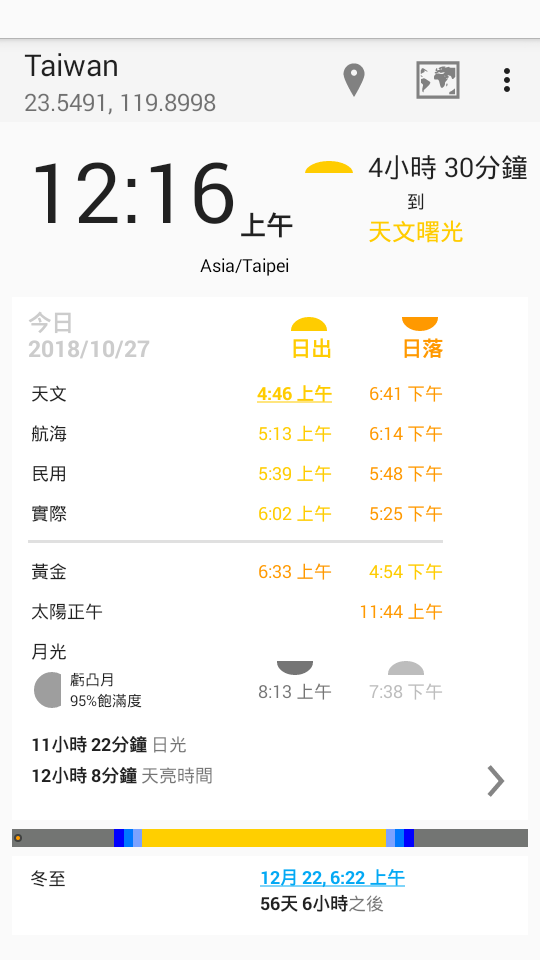 Taiwan
23.5491, 119.8998
12:16 上午
4小時 30分鐘
到
天文曙光
Asia/Taipei
今日
2018/10/27
日出 日落
天文 4:46 上午 6:41 下午
航海 5:13 上午 6:14 下午
民用 5:39 上午 5:48 下午
實際 6:02 上午 5:25 下午
黃金 6:33 上午 4:54 下午
太陽正午 11:44 上午
月光
虧凸月
95%飽滿度
8:13 上午 7:38 下午
11小時 22分鐘 日光
12小時 8分鐘 天亮時間
冬至 12月 22, 6:22 上午
56天 6小時之後